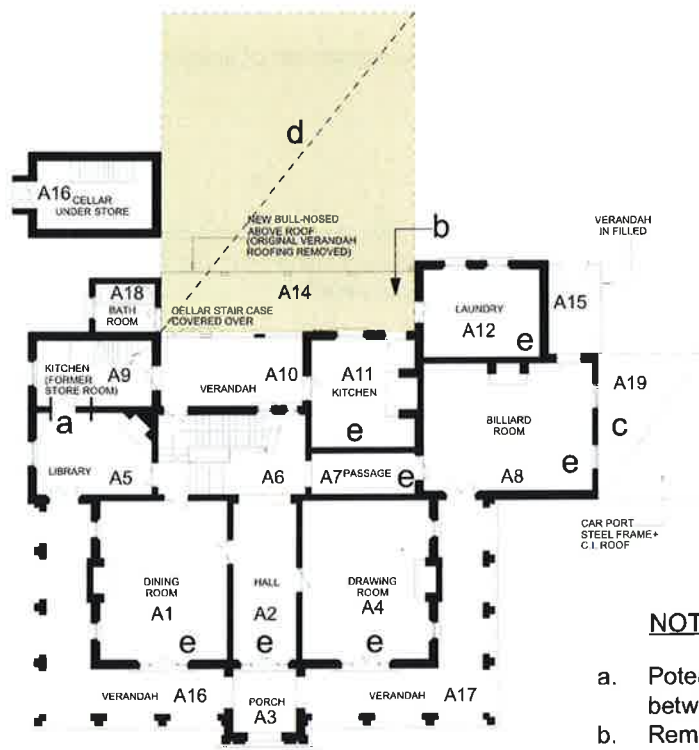 d
A16
CELLAR
UNDER STORE
NEW BULL-NOSED
ABOVE ROOF
(ORIGINAL VERANDAH
ROOFING REMOVED)
b
VERANDAH
IN FILLED
A18
BATH
ROOM
CELLAR STAIR CASE
COVERED OVER
A14
LAUNDRY
A12
e
A15
KITCHEN
(FORMER
STORE ROOM)
A9
VERANDAH
A10
A11
KITCHEN
e
A19
BILLIARD
ROOM
c
e
a
LIBRARY
A5
A6
A7 PASSAGE
e
A8
CAR PORT
STEEL FRAME+
C.I. ROOF
DINING
ROOM
A1
e
HALL
A2
e
DRAWING
ROOM
A4
e
VERANDAH A16
PORCH
A3
VERANDAH A17
NOT
a. Pote
betw
b. Rem